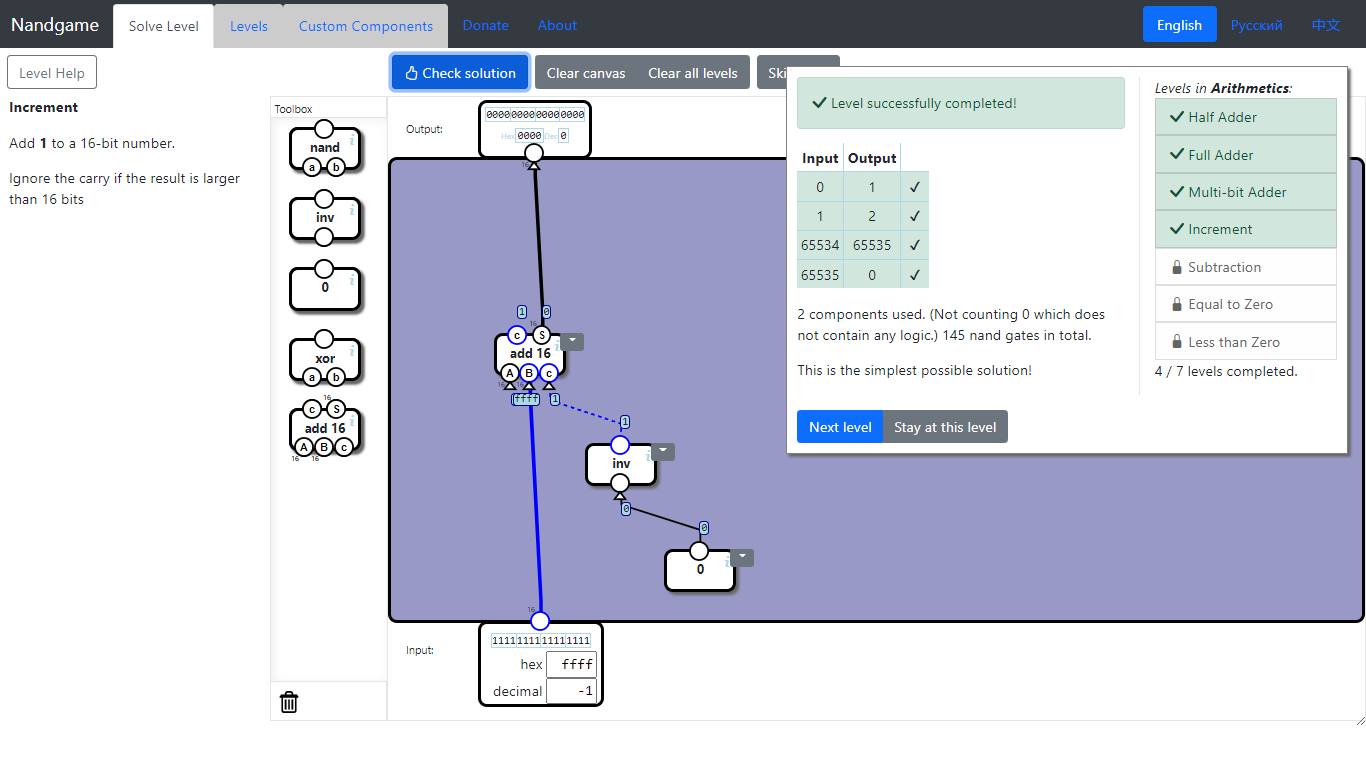 Nandgame
Solve Level
Levels
Custom Components
Donate
About
English
Русский
中文
Level Help
Check solution
Clear canvas
Clear all levels
Increment
Add 1 to a 16-bit number.
Ignore the carry if the result is larger
than 16 bits
Toolbox
nand
a b
inv
0
xor
a b
16
c S
add 16
A B c
16 16
Output:
0000000000000000
Hex 0000 Dec 0
16
1 0
16
c S
add 16
A B c
16 16
ffff 1
1
inv
0
0
0
16
Input:
1111111111111111
hex ffff
decimal -1
Level successfully completed!
Input Output
0 1 ✓
1 2 ✓
65534 65535 ✓
65535 0 ✓
2 components used. (Not counting 0 which does
not contain any logic.) 145 nand gates in total.
This is the simplest possible solution!
Next level
Stay at this level
Levels in Arithmetics:
Half Adder
Full Adder
Multi-bit Adder
Increment
Subtraction
Equal to Zero
Less than Zero
4 / 7 levels completed.